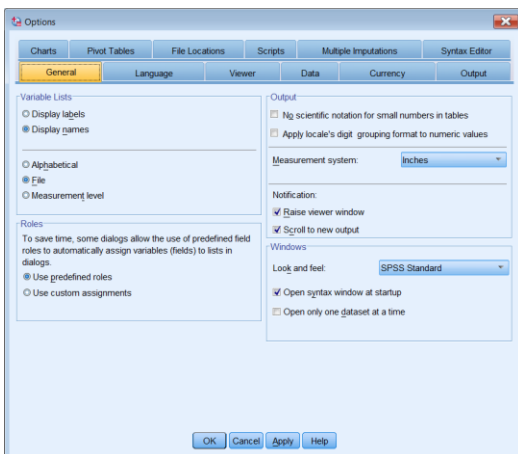 Options
Charts Pivot Tables File Locations Scripts Multiple Imputations Syntax Editor
General Language Viewer Data Currency Output
Variable Lists
Display labels
Display names
Alphabetical
File
Measurement level
Roles
To save time, some dialogs allow the use of predefined field
roles to automatically assign variables (fields) to lists in
dialogs.
Use predefined roles
Use custom assignments
Output
No scientific notation for small numbers in tables
Apply locale's digit grouping format to numeric values
Measurement system: Inches
Notification:
Raise viewer window
Scroll to new output
Windows
Look and feel: SPSS Standard
Open syntax window at startup
Open only one dataset at a time
OK Cancel Apply Help